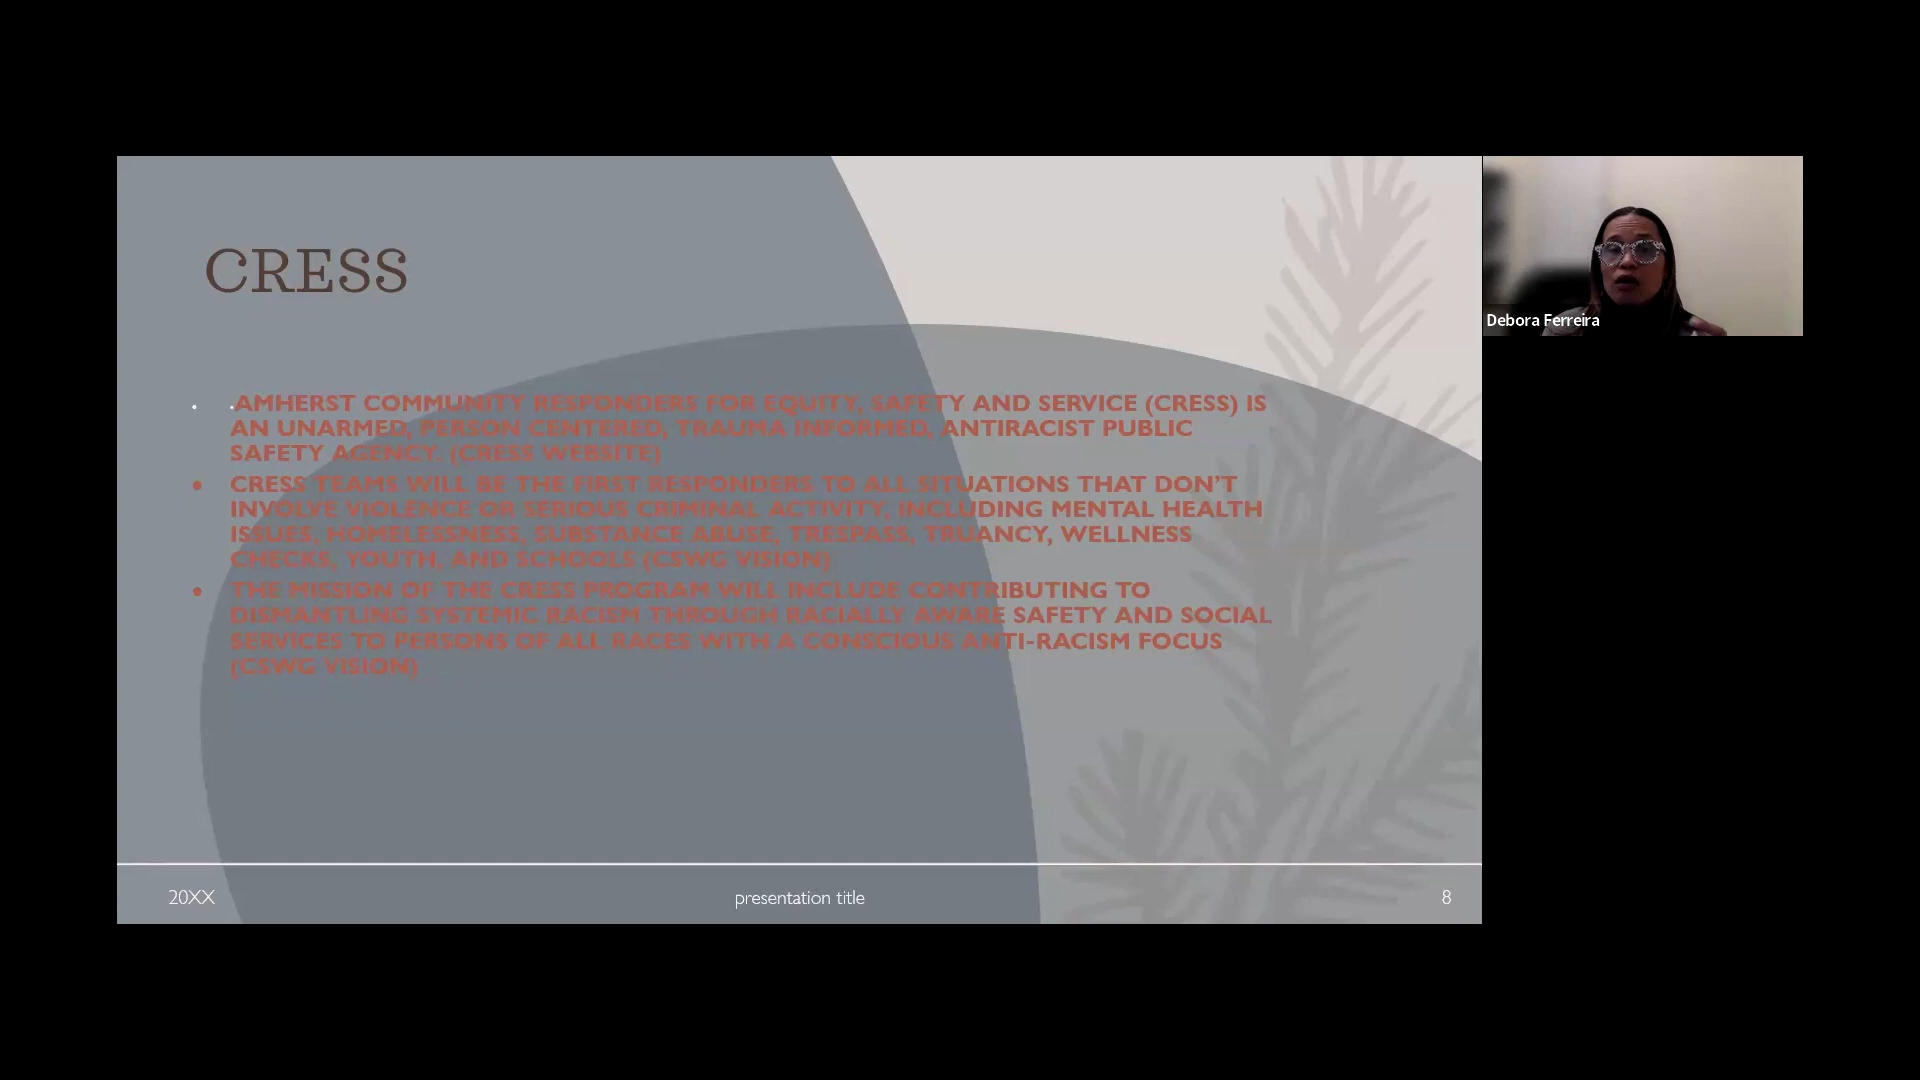 CRESS
.AMHERST COMMUNITY RESPONDERS FOR EQUITY, SAFETY AND SERVICE (CRESS) IS
AN UNARMED, PERSON CENTERED, TRAUMA INFORMED, ANTIRACIST PUBLIC
SAFETY AGENCY. (CRESS WEBSITE)
CRESS TEAMS WILL BE THE FIRST RESPONDERS TO ALL SITUATIONS THAT DON’T
INVOLVE VIOLENCE OR SERIOUS CRIMINAL ACTIVITY, INCLUDING MENTAL HEALTH
ISSUES, HOMELESSNESS, SUBSTANCE ABUSE, TRESPASS, TRUANCY, WELLNESS
CHECKS, YOUTH, AND SCHOOLS (CSWG VISION)
THE MISSION OF THE CRESS PROGRAM WILL INCLUDE CONTRIBUTING TO
DISMANTLING SYSTEMIC RACISM THROUGH RACIALLY AWARE SAFETY AND SOCIAL
SERVICES TO PERSONS OF ALL RACES WITH A CONSCIOUS ANTI-RACISM FOCUS
(CSWG VISION)
20XX
presentation title
8
Debora Ferreira